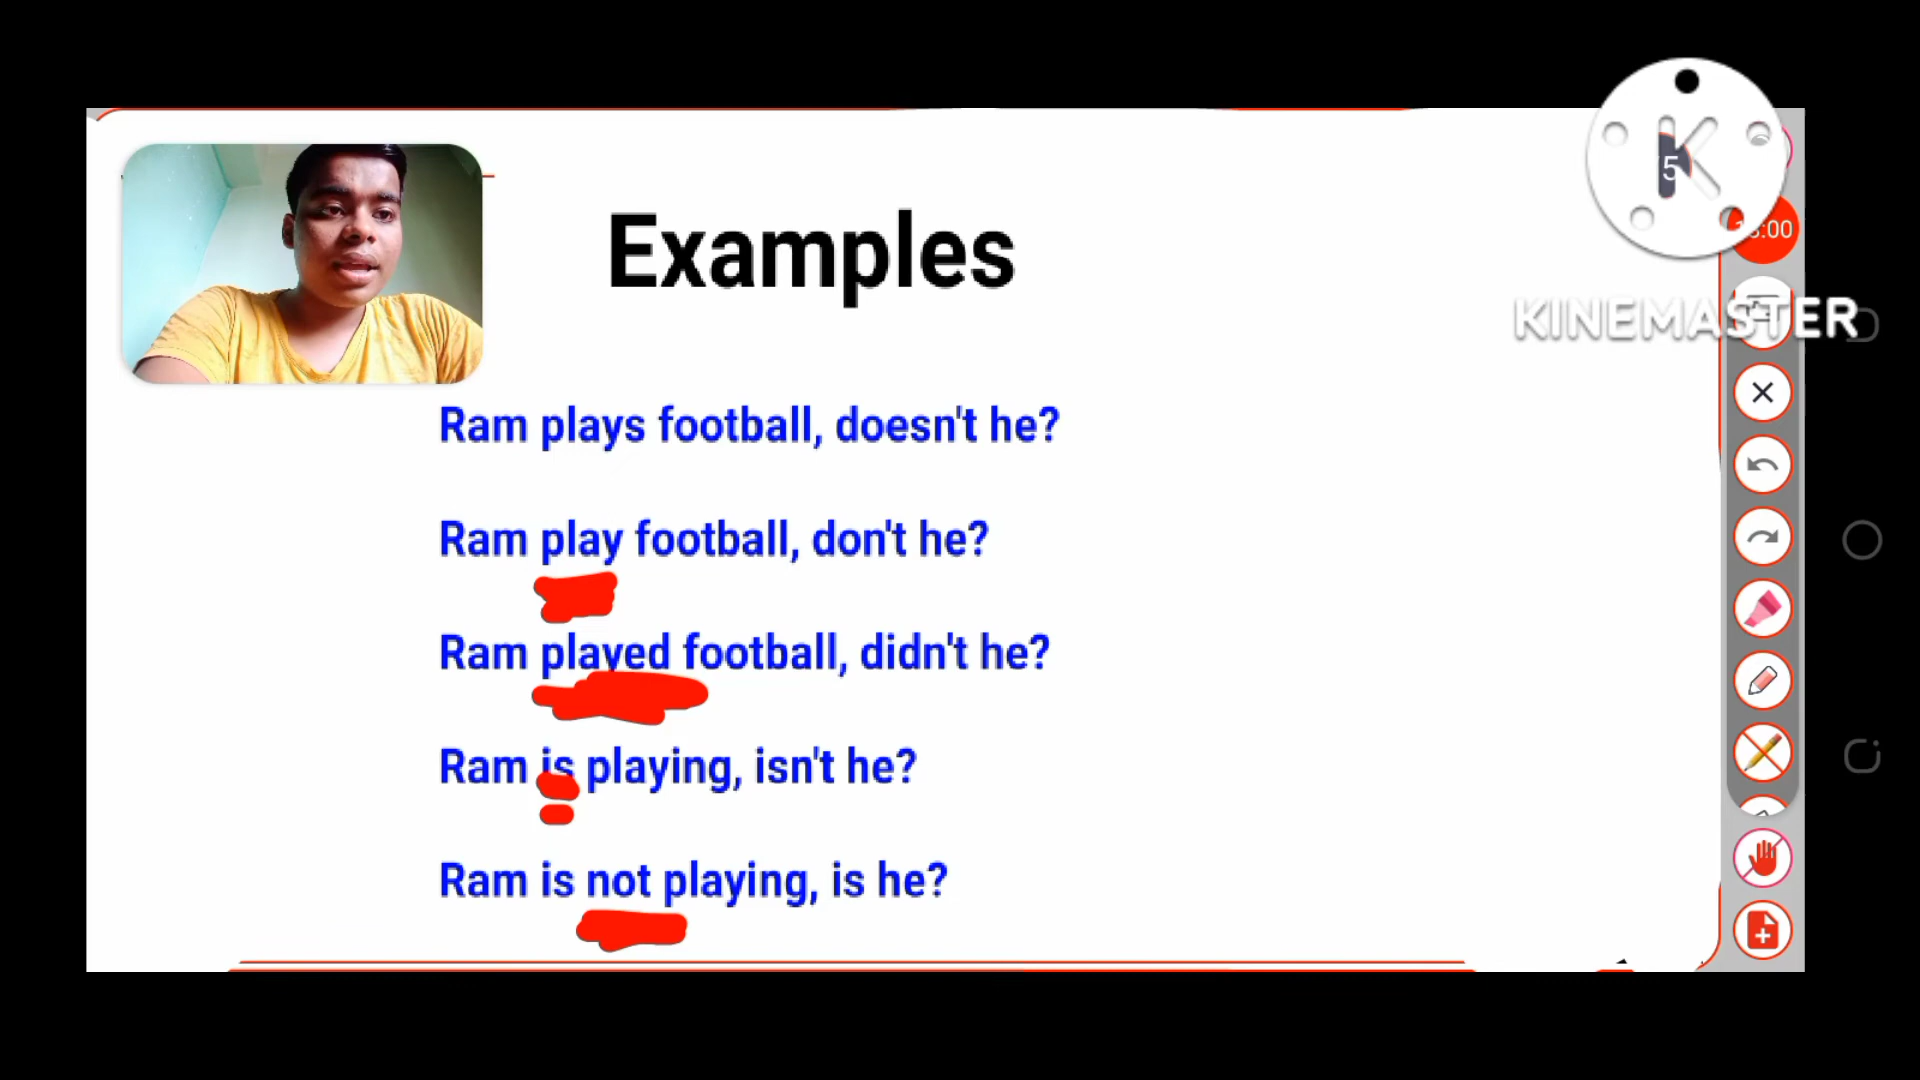 KINEMASTER
Examples
Ram plays football, doesn't he?
Ram play football, don't he?
Ram played football, didn't he?
Ram is playing, isn't he?
Ram is not playing, is he?